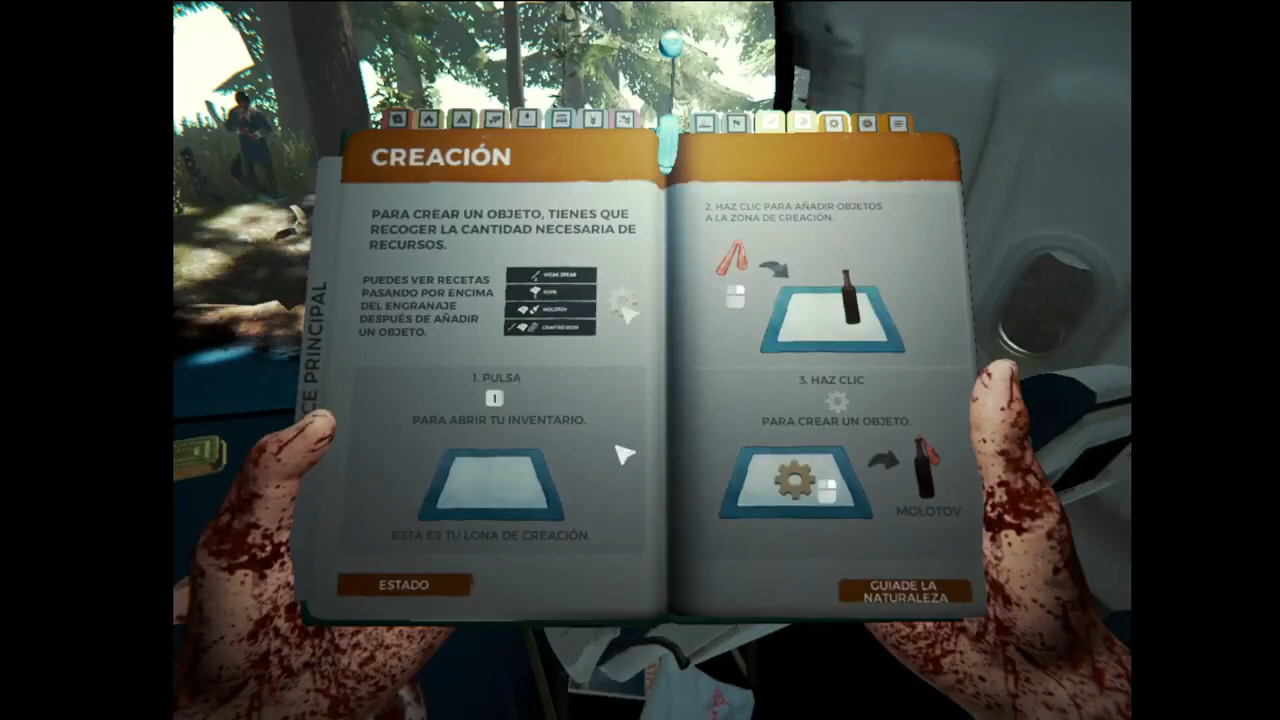 CREACIÓN
PARA CREAR UN OBJETO, TIENES QUE
RECOGER LA CANTIDAD NECESARIA DE
RECURSOS.
PUEDES VER RECETAS
PASANDO POR ENCIMA
DEL ENGRANAJE
DESPUÉS DE AÑADIR
UN OBJETO.
WEAK SPEAR
ROPE
MOLOTOV
CRAFTED BOW
1. PULSA
I
PARA ABRIR TU INVENTARIO.
ESTA ES TU LONA DE CREACIÓN.
ESTADO
CE PRINCIPAL
2. HAZ CLIC PARA AÑADIR OBJETOS
A LA ZONA DE CREACIÓN.
3. HAZ CLIC
PARA CREAR UN OBJETO.
MOLOTOV
GUIADE LA
NATURALEZA